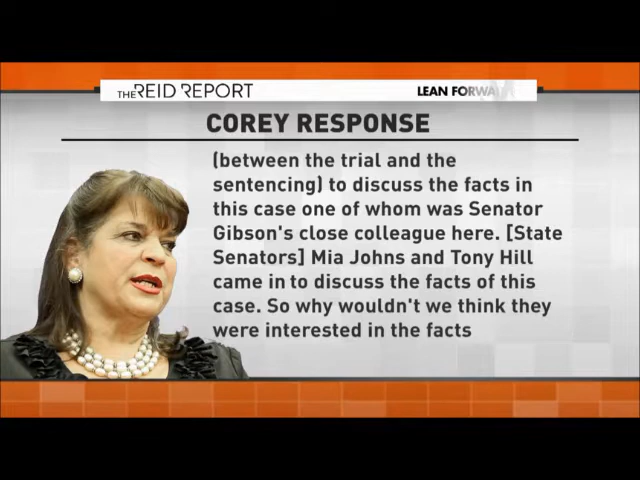 THE REID REPORT
LEAN FORWA
COREY RESPONSE
(between the trial and the
sentencing) to discuss the facts in
this case one of whom was Senator
Gibson's close colleague here. [State
Senators] Mia Johns and Tony Hill
came in to discuss the facts of this
case. So why wouldn't we think they
were interested in the facts